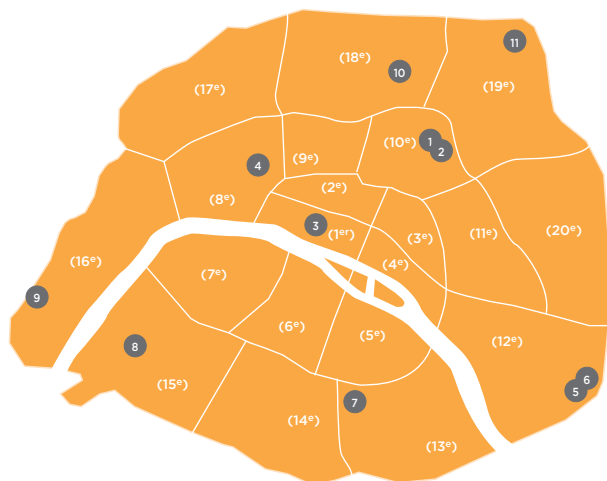 11
(18ᵉ)
10
(19ᵉ)
(17ᵉ)
(10ᵉ)
1
2
(9ᵉ)
4
(2ᵉ)
(8ᵉ)
3
(1ᵉʳ)
(3ᵉ)
(11ᵉ)
(20ᵉ)
(16ᵉ)
(4ᵉ)
(7ᵉ)
9
(6ᵉ)
(5ᵉ)
(12ᵉ)
8
(15ᵉ)
6
5
7
(14ᵉ)
(13ᵉ)